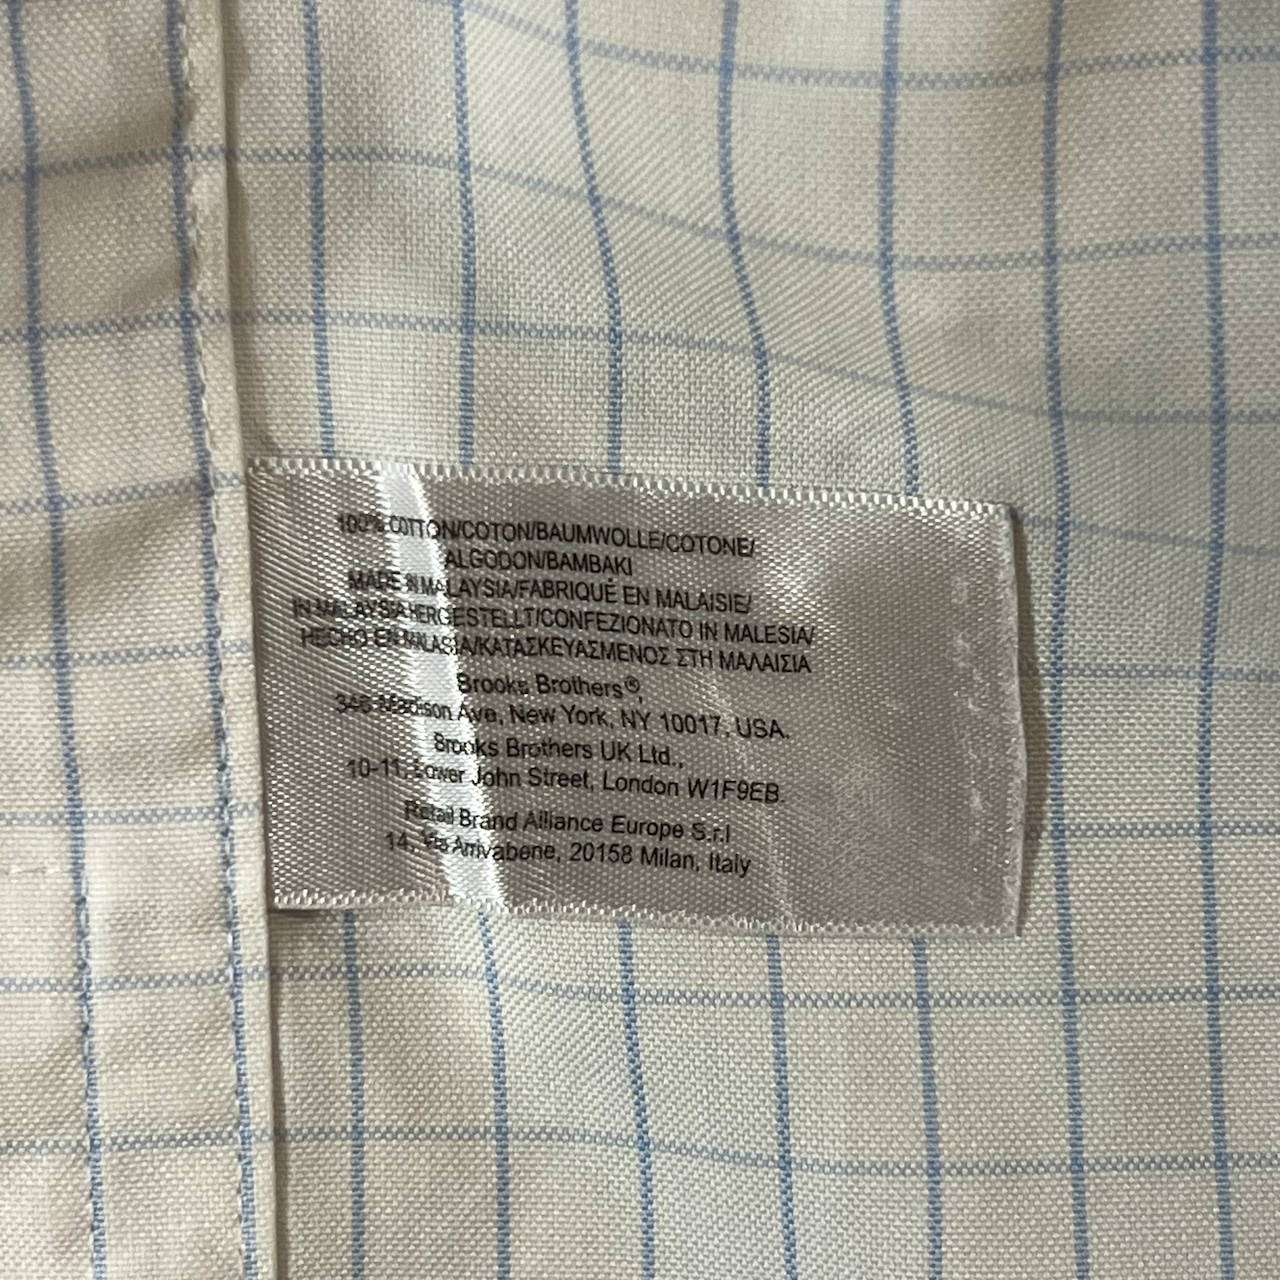 100% COTTON/COTON/BAUMWOLLE/COTONE/
ALGODON/BAMBAKI
MADE IN MALAYSIA/FABRIQUÉ EN MALAISIE/
IN MALAYSIA HERGESTELLT/CONFEZIONATO IN MALESIA/
HECHO EN MALASIA/ΚΑΤΑΣΚΕΥΑΣΜΕΝΟΣ ΣΤΗ ΜΑΛΑΙΣΙΑ
Brooks Brothers®,
346 Madison Ave, New York, NY 10017, USA.
Brooks Brothers UK Ltd.,
10-11, Lower John Street, London W1F9EB.
Retail Brand Alliance Europe S.r.l
14, Via Arrivabene, 20158 Milan, Italy